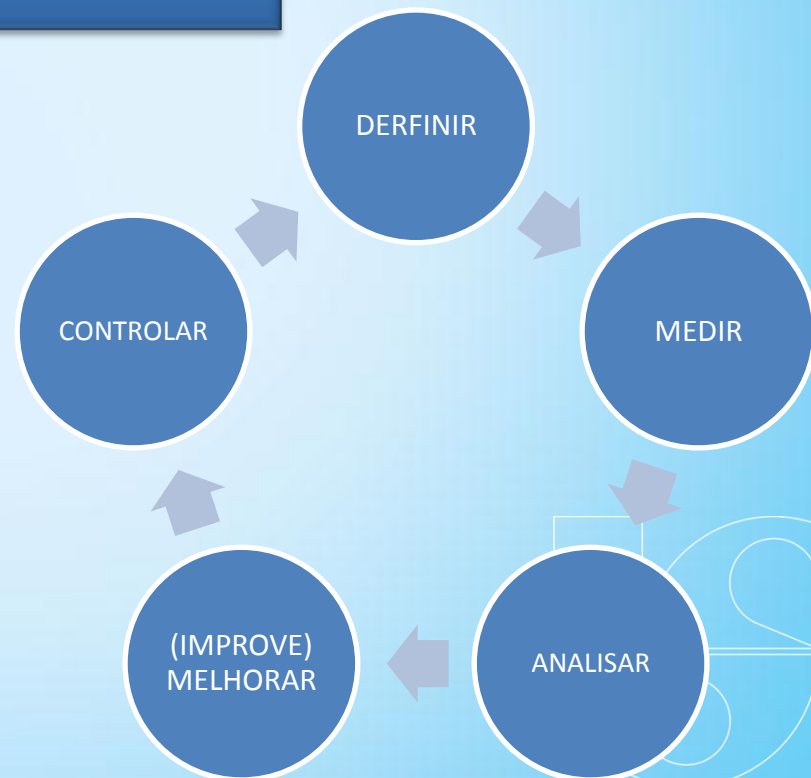 DERFINIR
MEDIR
ANALISAR
(IMPROVE)
MELHORAR
CONTROLAR